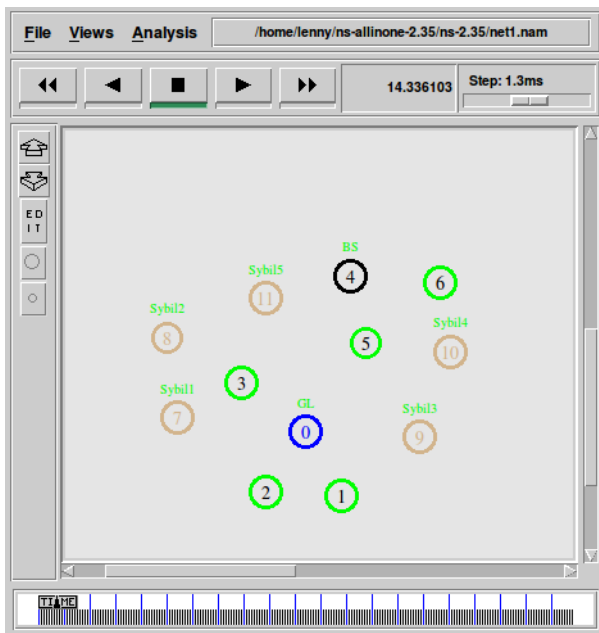 File Views Analysis /home/lenny/ns-allinone-2.35/ns-2.35/net1.nam
14.336103 Step: 1.3ms
E D
I T
BS
4
6
Sybil5
11
Sybil2
8
5
Sybil4
10
3
Sybil1
7
GL
0
Sybil3
9
2
1
TIME